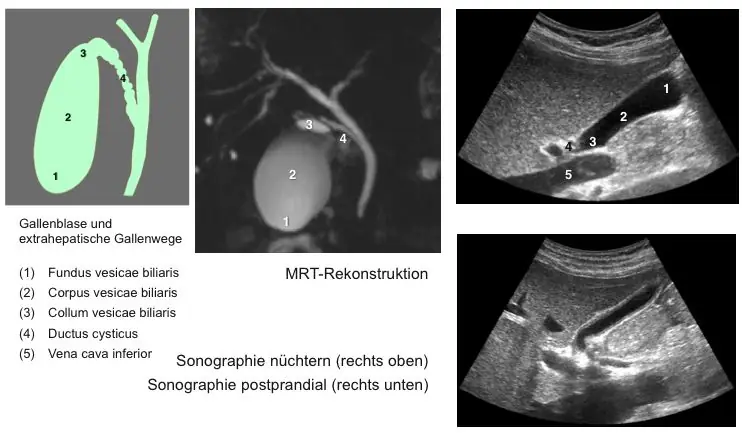 3
4
2
1
3
4
2
1
1
2
3
4
5
Gallenblase und
extrahepatische Gallenwege
(1) Fundus vesicae biliaris
(2) Corpus vesicae biliaris
(3) Collum vesicae biliaris
(4) Ductus cysticus
(5) Vena cava inferior
MRT-Rekonstruktion
Sonographie nüchtern (rechts oben)
Sonographie postprandial (rechts unten)